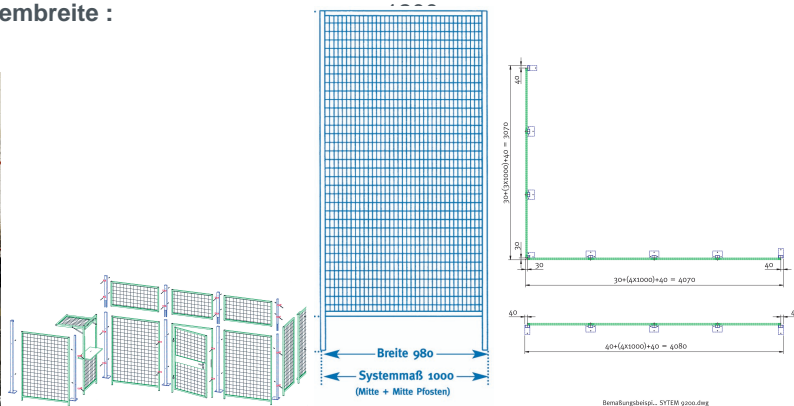 embreite :
Breite 980
Systemmaß 1000
(Mitte + Mitte Pfosten)
40
30+(3x1000)+40 = 3070
30
30
40
30+(4x1000)+40 = 4070
40
4
40+(4x1000)+40 = 4080
Bemaßungsbeispi... SYTEM 9200.dwg